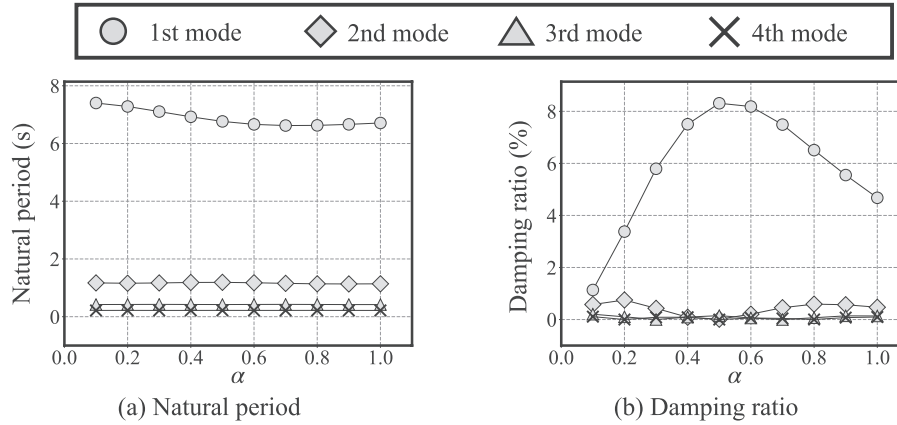 1st mode 2nd mode 3rd mode 4th mode
Natural period (s)
8
6
4
2
0
0.0 0.2 0.4 0.6 0.8 1.0
α
(a) Natural period
Damping ratio (%)
8
6
4
2
0
0.0 0.2 0.4 0.6 0.8 1.0
α
(b) Damping ratio